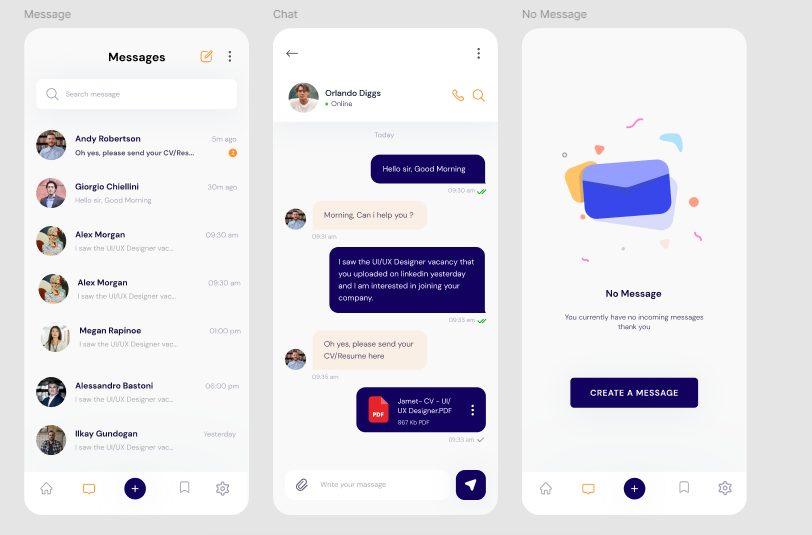 Message
Messages
Search message
Andy Robertson
5m ago
Oh yes, please send your CV/Res...
2
Giorgio Chiellini
30m ago
Hello sir, Good Morning
Alex Morgan
09:30 am
I saw the UI/UX Designer vac...
Alex Morgan
09:30 am
I saw the UI/UX Designer vac...
Megan Rapinoe
01:00 pm
I saw the UI/UX Designer vac...
Alessandro Bastoni
06:00 pm
I saw the UI/UX Designer vac...
Ilkay Gundogan
Yesterday
I saw the UI/UX Designer vac...
Chat
Orlando Diggs
Online
Today
Hello sir, Good Morning
09:30 am
Morning, Can i help you ?
09:31 am
I saw the UI/UX Designer vacancy that
you uploaded on linkedin yesterday
and I am interested in joining your
company.
09:33 am
Oh yes, please send your
CV/Resume here
09:35 am
PDF
Jamet- CV - UI/
UX Designer.PDF
867 Kb PDF
09:35 am
Write your massage
No Message
No Message
You currently have no incoming messages
thank you
CREATE A MESSAGE